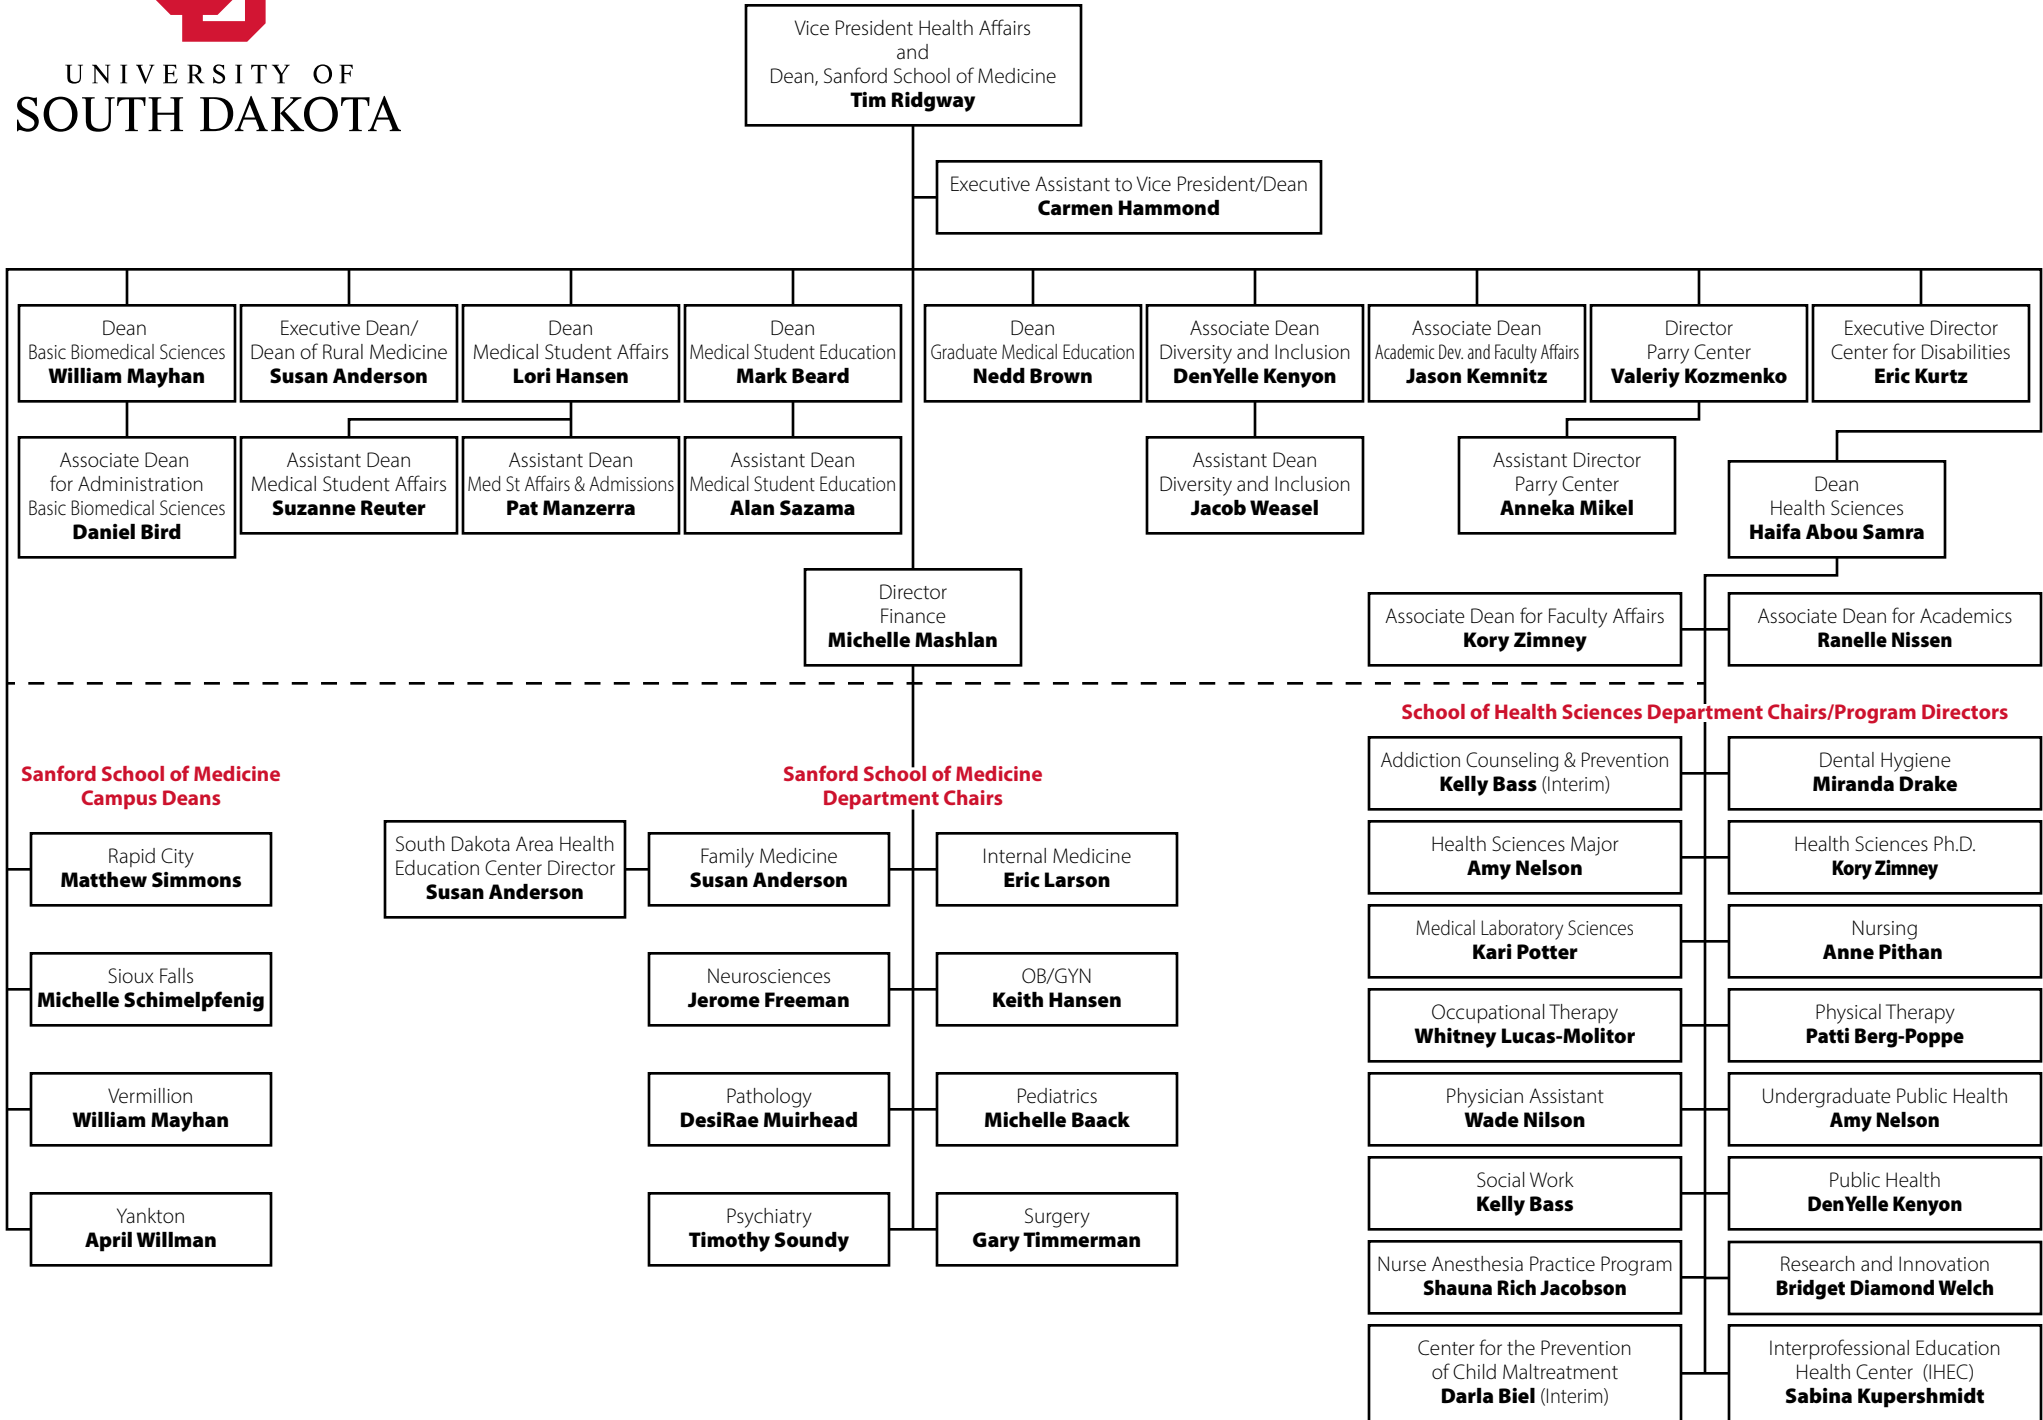 UNIVERSITY OF
SOUTH DAKOTA
Vice President Health Affairs
and
Dean, Sanford School of Medicine
Tim Ridgway
Executive Assistant to Vice President/Dean
Carmen Hammond
Dean
Basic Biomedical Sciences
William Mayhan
Executive Dean/
Dean of Rural Medicine
Susan Anderson
Dean
Medical Student Affairs
Lori Hansen
Dean
Medical Student Education
Mark Beard
Dean
Graduate Medical Education
Nedd Brown
Associate Dean
Diversity and Inclusion
DenYelle Kenyon
Associate Dean
Academic Dev. and Faculty Affairs
Jason Kemnitz
Director
Parry Center
Valeriy Kozmenko
Executive Director
Center for Disabilities
Eric Kurtz
Associate Dean
for Administration
Basic Biomedical Sciences
Daniel Bird
Assistant Dean
Medical Student Affairs
Suzanne Reuter
Assistant Dean
Med St Affairs & Admissions
Pat Manzerra
Assistant Dean
Medical Student Education
Alan Sazama
Assistant Dean
Diversity and Inclusion
Jacob Weasel
Assistant Director
Parry Center
Anneka Mikel
Dean
Health Sciences
Haifa Abou Samra
Director
Finance
Michelle Mashlan
Associate Dean for Faculty Affairs
Kory Zimney
Associate Dean for Academics
Ranelle Nissen
Sanford School of Medicine
Campus Deans
Rapid City
Matthew Simmons
Sioux Falls
Michelle Schimelpfenig
Vermillion
William Mayhan
Yankton
April Willman
Sanford School of Medicine
Department Chairs
South Dakota Area Health
Education Center Director
Susan Anderson
Family Medicine
Susan Anderson
Internal Medicine
Eric Larson
Neurosciences
Jerome Freeman
OB/GYN
Keith Hansen
Pathology
DesiRae Muirhead
Pediatrics
Michelle Baack
Psychiatry
Timothy Soundy
Surgery
Gary Timmerman
School of Health Sciences Department Chairs/Program Directors
Addiction Counseling & Prevention
Kelly Bass (Interim)
Dental Hygiene
Miranda Drake
Health Sciences Major
Amy Nelson
Health Sciences Ph.D.
Kory Zimney
Medical Laboratory Sciences
Kari Potter
Nursing
Anne Pithan
Occupational Therapy
Whitney Lucas-Molitor
Physical Therapy
Patti Berg-Poppe
Physician Assistant
Wade Nilson
Undergraduate Public Health
Amy Nelson
Social Work
Kelly Bass
Public Health
DenYelle Kenyon
Nurse Anesthesia Practice Program
Shauna Rich Jacobson
Research and Innovation
Bridget Diamond Welch
Center for the Prevention
of Child Maltreatment
Darla Biel (Interim)
Interprofessional Education
Health Center (IHEC)
Sabina Kupershmidt